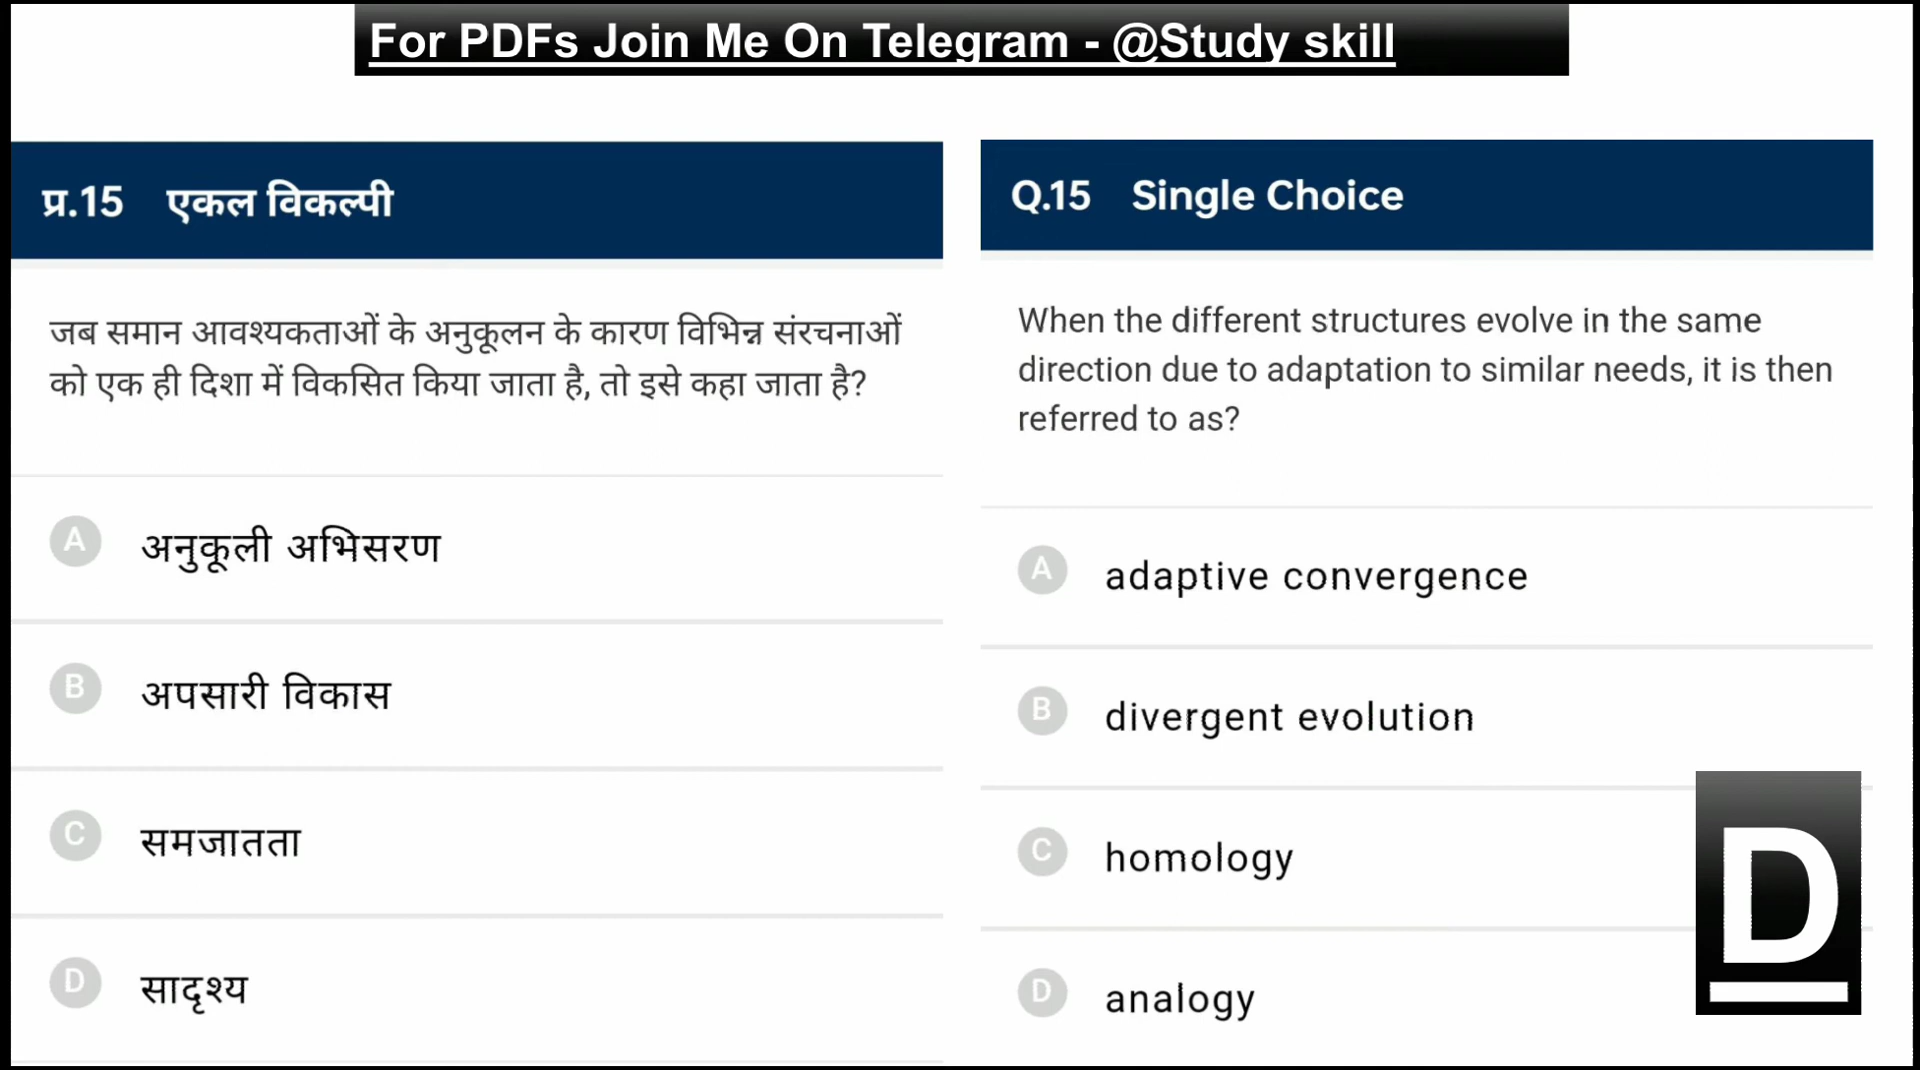 For PDFs Join Me On Telegram - @Study skill
प्र.15 एकल विकल्पी
जब समान आवश्यकताओं के अनुकूलन के कारण विभिन्न संरचनाओं
को एक ही दिशा में विकसित किया जाता है, तो इसे कहा जाता है?
A अनुकूली अभिसरण
B अपसारी विकास
C समजातता
D सादृश्य
Q.15 Single Choice
When the different structures evolve in the same
direction due to adaptation to similar needs, it is then
referred to as?
A adaptive convergence
B divergent evolution
C homology
D analogy
D